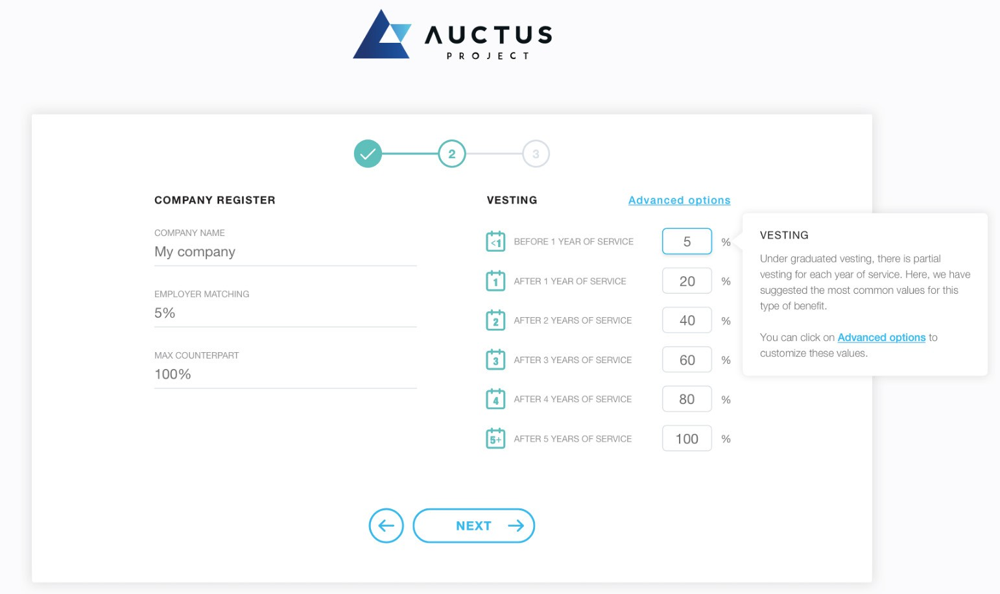 AUCTUS
PROJECT
2
3
COMPANY REGISTER
COMPANY NAME
My company
EMPLOYER MATCHING
5%
MAX COUNTERPART
100%
VESTING
Advanced options
<1 BEFORE 1 YEAR OF SERVICE 5 %
1 AFTER 1 YEAR OF SERVICE 20 %
2 AFTER 2 YEARS OF SERVICE 40 %
3 AFTER 3 YEARS OF SERVICE 60 %
4 AFTER 4 YEARS OF SERVICE 80 %
5+ AFTER 5 YEARS OF SERVICE 100 %
VESTING
Under graduated vesting, there is partial
vesting for each year of service. Here, we have
suggested the most common values for this
type of benefit.
You can click on Advanced options to
customize these values.
NEXT